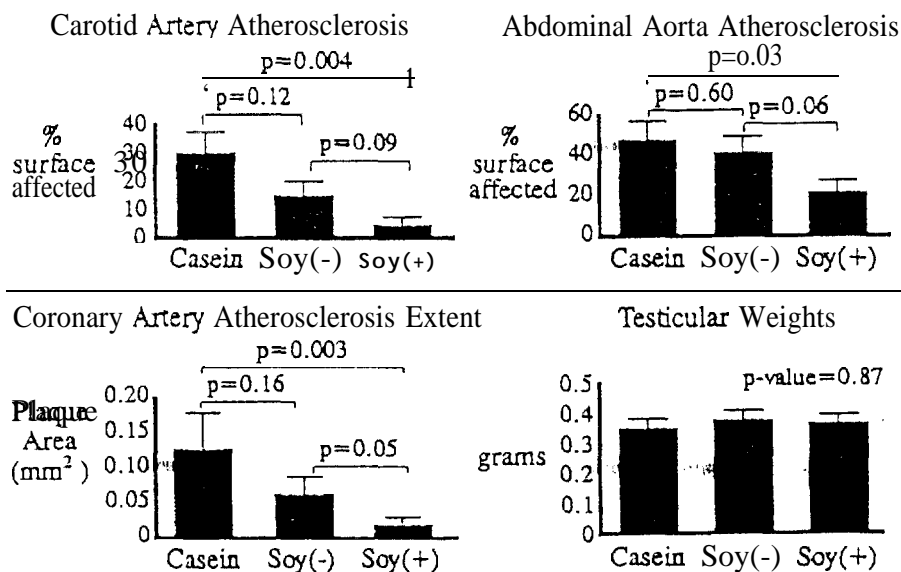 Carotid Artery Atherosclerosis
p=0.004
p=0.12
p=0.09
%
surface
affected
40
30
20
10
0
Casein Soy(-) Soy(+)
Abdominal Aorta Atherosclerosis
p=o.03
p=0.60
p=0.06
%
surface
affected
60
40
20
0
Casein Soy(-) Soy(+)
Coronary Artery Atherosclerosis Extent
p=0.003
p=0.16
p=0.05
Plaque
Area
(mm²)
0.20
0.15
0.10
0.05
0
Casein Soy(-) Soy(+)
Testicular Weights
p-value=0.87
grams
0.5
0.4
0.3
0.2
0.1
0
Casein Soy(-) Soy(+)